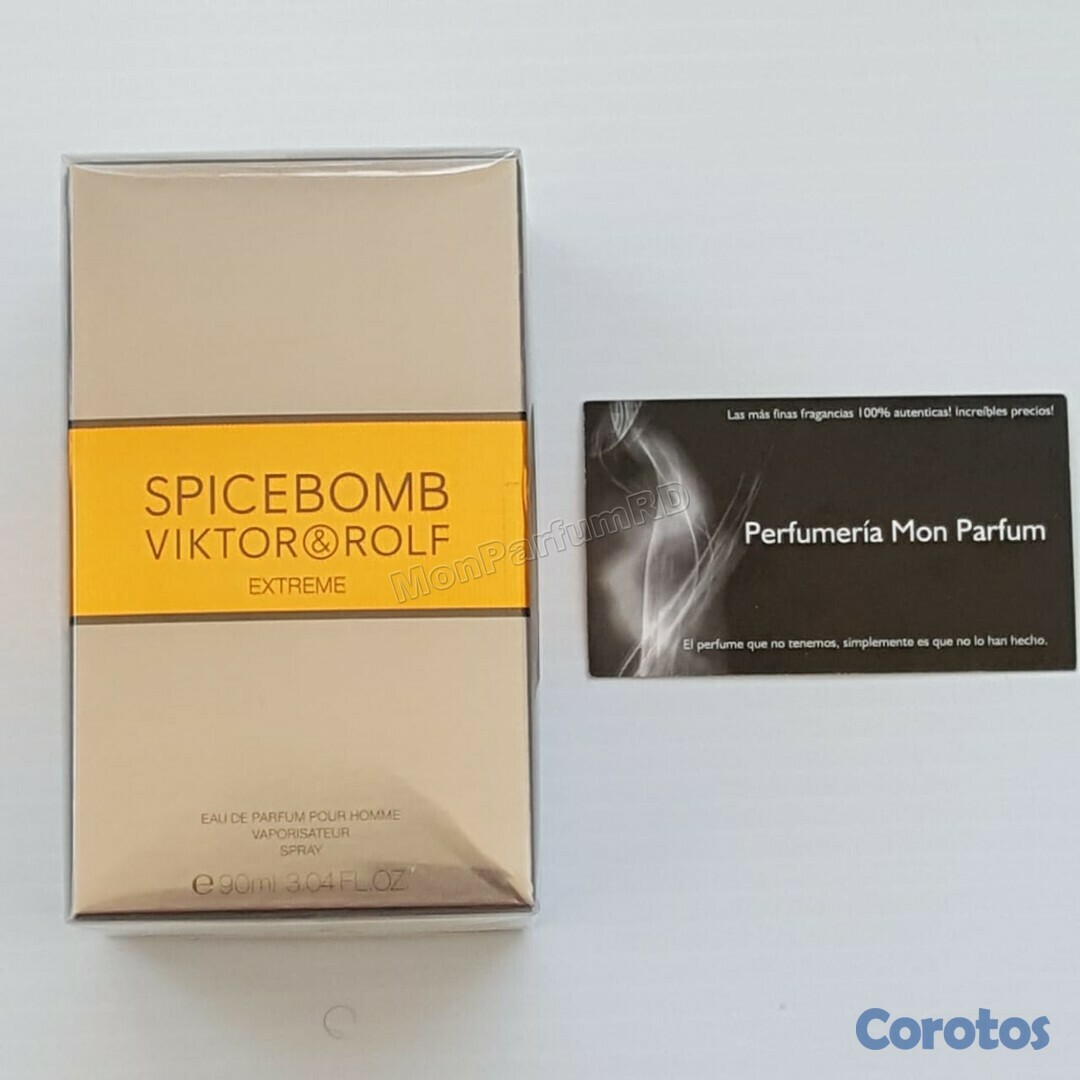 SPICEBOMB
VIKTOR&ROLF
EXTREME
EAU DE PARFUM POUR HOMME
VAPORISATEUR
SPRAY
e 90ml 3.04 FL.OZ.
MonParfumRD
Las más finas fragancias 100% autenticas! increíbles precios!
Perfumería Mon Parfum
El perfume que no tenemos, simplemente es que no lo han hecho.
Corotos